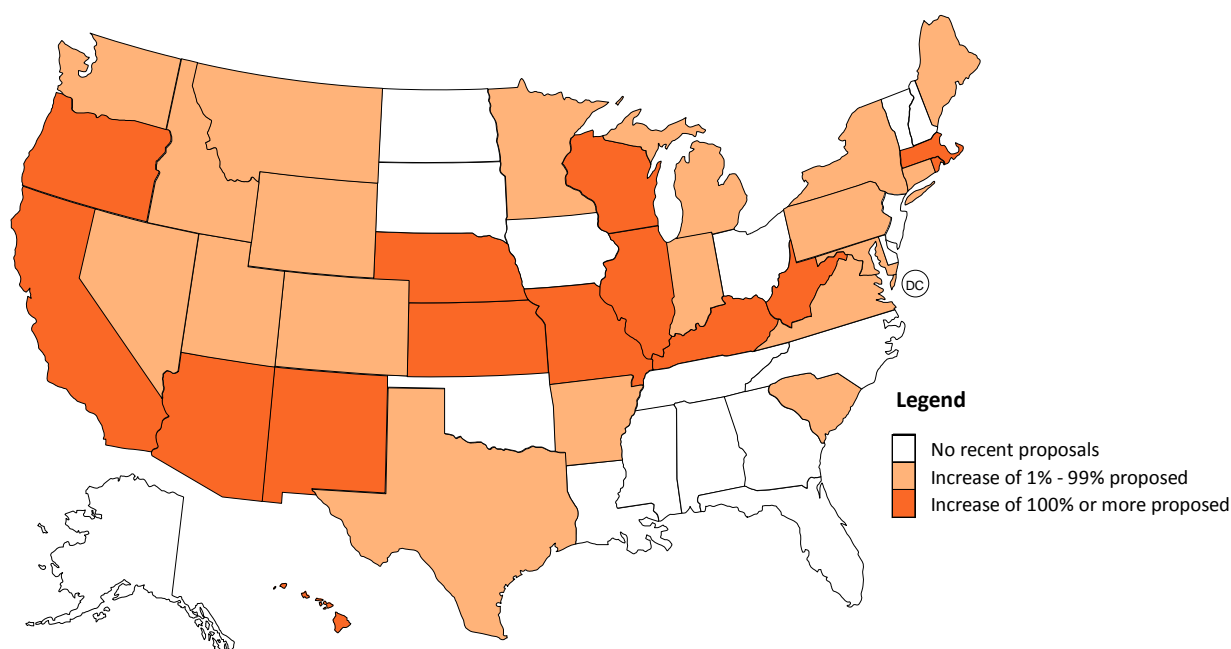 DC
Legend
No recent proposals
Increase of 1% - 99% proposed
Increase of 100% or more proposed